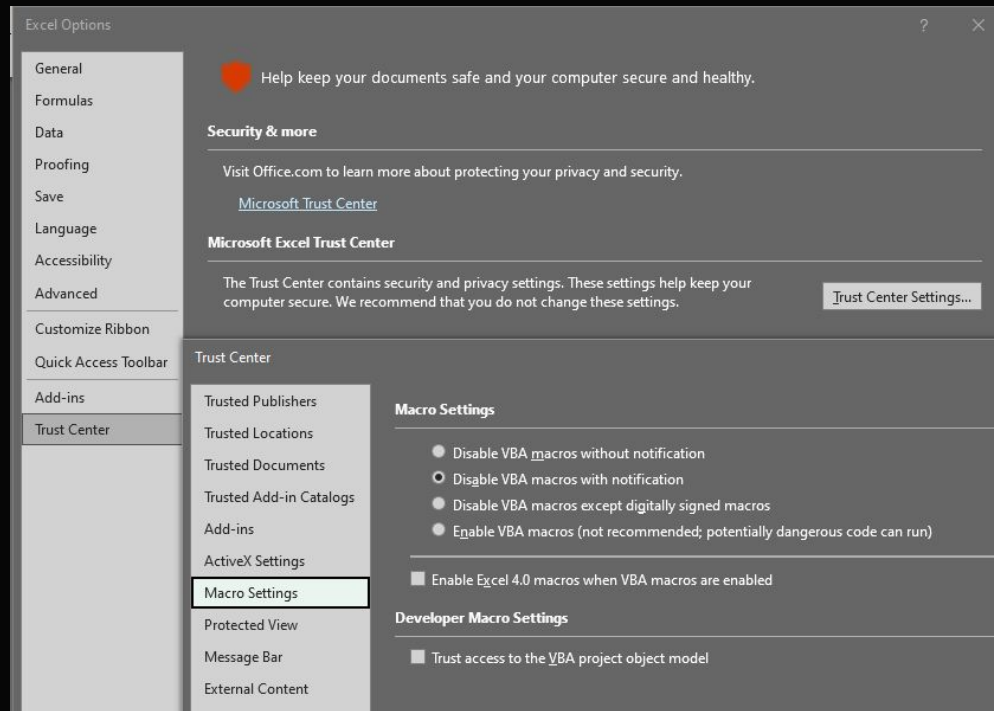 Excel Options
?
General
Formulas
Data
Proofing
Save
Language
Accessibility
Advanced
Customize Ribbon
Quick Access Toolbar
Add-ins
Trust Center
Help keep your documents safe and your computer secure and healthy.
Security & more
Visit Office.com to learn more about protecting your privacy and security.
Microsoft Trust Center
Microsoft Excel Trust Center
The Trust Center contains security and privacy settings. These settings help keep your
computer secure. We recommend that you do not change these settings.
Trust Center Settings...
Trust Center
Trusted Publishers
Trusted Locations
Trusted Documents
Trusted Add-in Catalogs
Add-ins
ActiveX Settings
Macro Settings
Protected View
Message Bar
External Content
Macro Settings
Disable VBA macros without notification
Disable VBA macros with notification
Disable VBA macros except digitally signed macros
Enable VBA macros (not recommended; potentially dangerous code can run)
Enable Excel 4.0 macros when VBA macros are enabled
Developer Macro Settings
Trust access to the VBA project object model